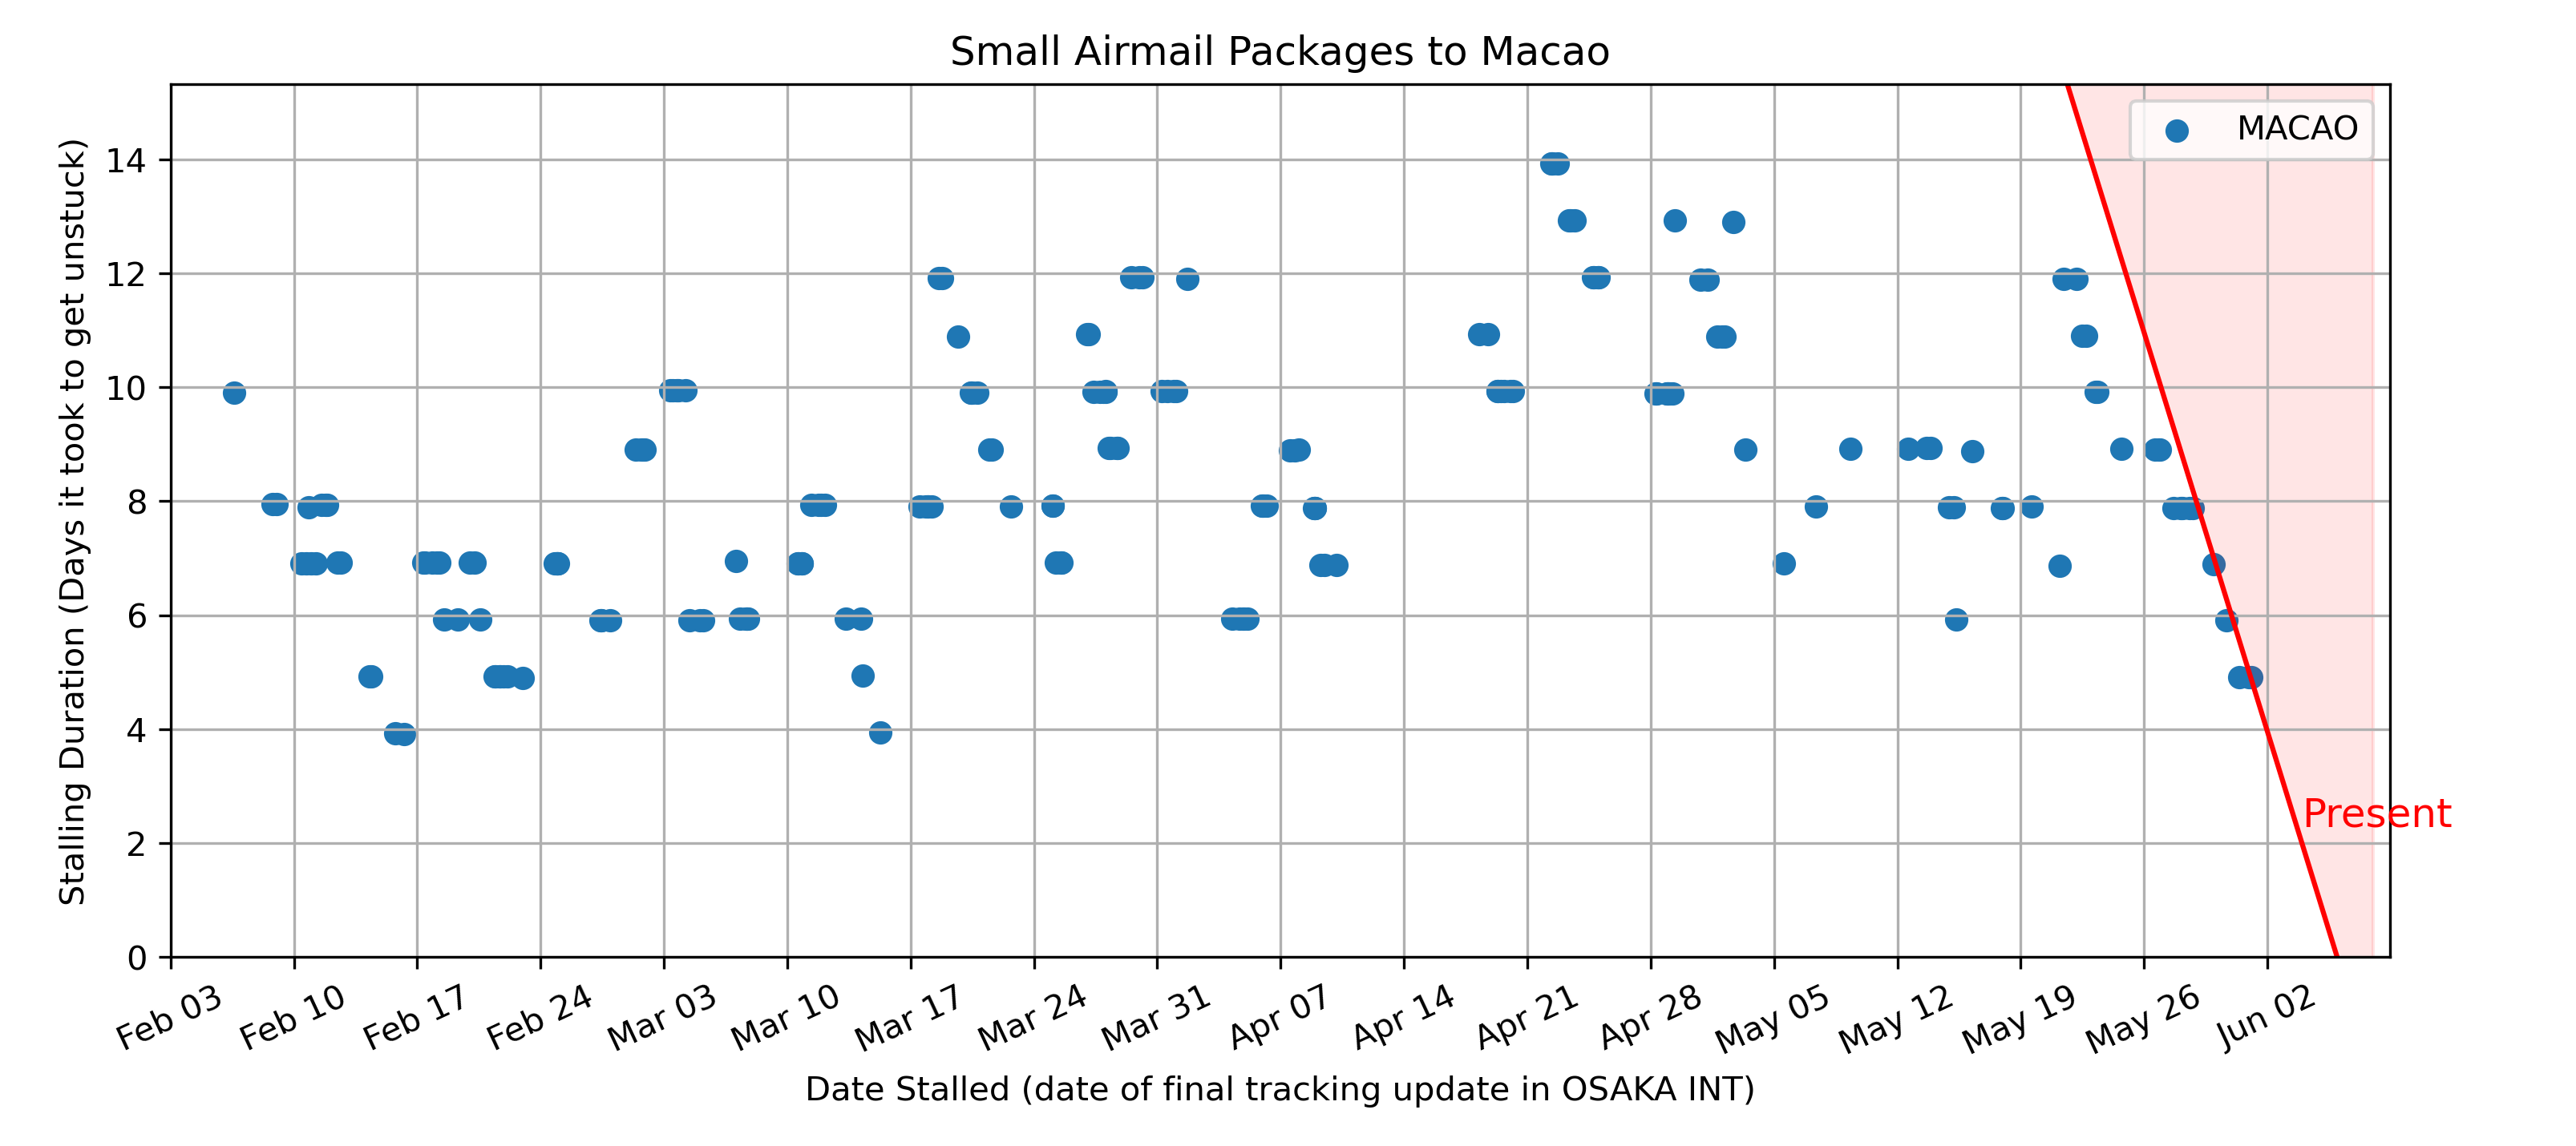 Small Airmail Packages to Macao
Stalling Duration (Days it took to get unstuck)
14
12
10
8
6
4
2
0
MACAO
Present
Feb 03
Feb 10
Feb 17
Feb 24
Mar 03
Mar 10
Mar 17
Mar 24
Mar 31
Apr 07
Apr 14
Apr 21
Apr 28
May 05
May 12
May 19
May 26
Jun 02
Date Stalled (date of final tracking update in OSAKA INT)